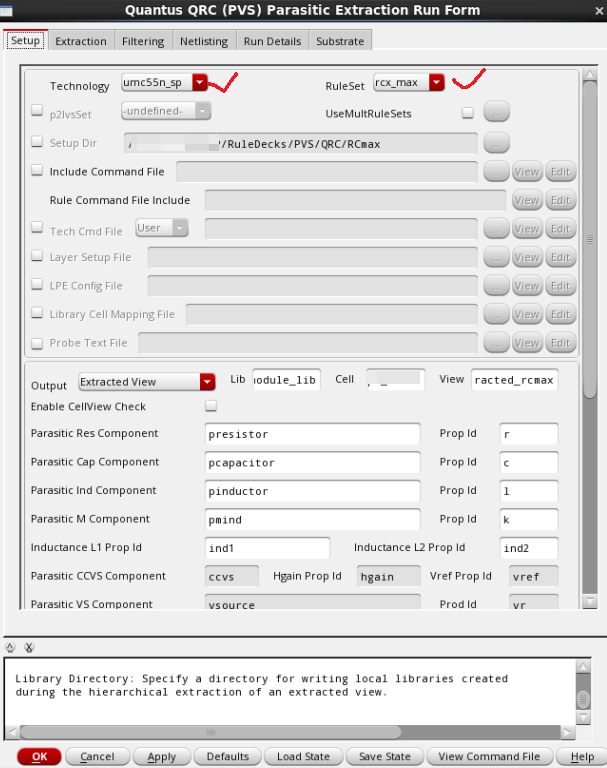 Quantus QRC (PVS) Parasitic Extraction Run Form
Setup Extraction Filtering Netlisting Run Details Substrate
Technology umc55n_sp RuleSet rcx_max
p2lvsSet -undefined- UseMultRuleSets ...
Setup Dir /RuleDecks/PVS/QRC/RCmax ...
Include Command File ... View Edit
Rule Command File Include View Edit
Tech Cmd File User ... View Edit
Layer Setup File ... View Edit
LPE Config File ... View Edit
Library Cell Mapping File ... View Edit
Probe Text File ... View Edit
Output Extracted View Lib odule_lib Cell View racted_rcmax
Enable CellView Check
Parasitic Res Component presistor Prop Id r
Parasitic Cap Component pcapacitor Prop Id c
Parasitic Ind Component pinductor Prop Id l
Parasitic M Component pmind Prop Id k
Inductance L1 Prop Id ind1 Inductance L2 Prop Id ind2
Parasitic CCVS Component ccvs Hgain Prop Id hgain Vref Prop Id vref
Parasitic VS Component vsource Prop Id vr
Library Directory: Specify a directory for writing local libraries created
during the hierarchical extraction of an extracted view.
OK Cancel Apply Defaults Load State Save State View Command File Help